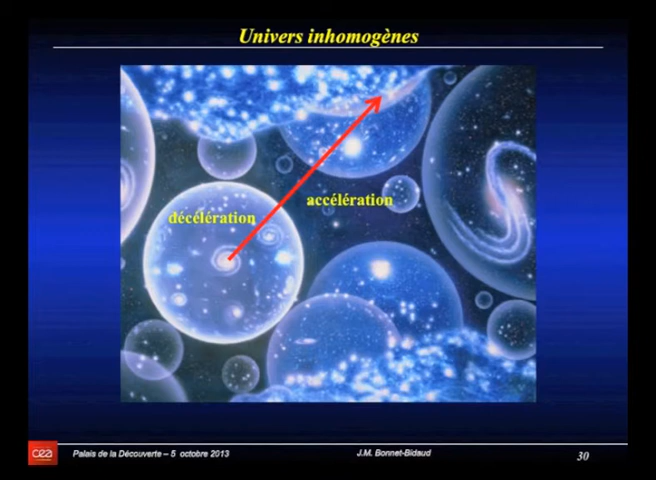 Univers inhomogènes
accélération
décélération
cea
Palais de la Découverte – 5 octobre 2013
J.M. Bonnet-Bidaud
30